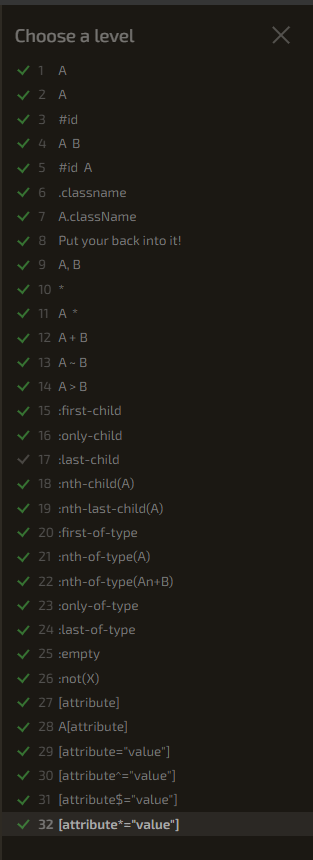 Choose a level
1 A
2 A
3 #id
4 A B
5 #id A
6 .classname
7 A.className
8 Put your back into it!
9 A, B
10 *
11 A *
12 A + B
13 A ~ B
14 A > B
15 :first-child
16 :only-child
17 :last-child
18 :nth-child(A)
19 :nth-last-child(A)
20 :first-of-type
21 :nth-of-type(A)
22 :nth-of-type(An+B)
23 :only-of-type
24 :last-of-type
25 :empty
26 :not(X)
27 [attribute]
28 A[attribute]
29 [attribute="value"]
30 [attribute^="value"]
31 [attribute$="value"]
32 [attribute*="value"]